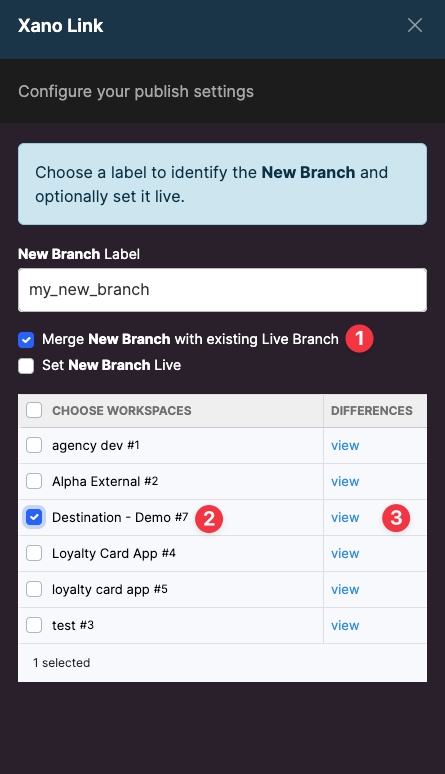 Xano Link
Configure your publish settings
Choose a label to identify the New Branch and
optionally set it live.
New Branch Label
my_new_branch
Merge New Branch with existing Live Branch 1
Set New Branch Live
CHOOSE WORKSPACES DIFFERENCES
agency dev #1 view
Alpha External #2 view
Destination - Demo #7 2 view 3
Loyalty Card App #4 view
loyalty card app #5 view
test #3 view
1 selected